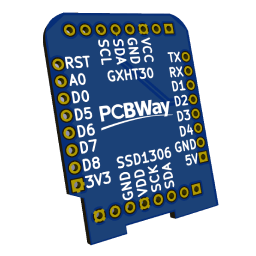 SCL
SDA
GND
VCC
GXHT30
RST
A0
D0
D5
D6
D7
D8
3V3
TX
RX
D1
D2
D3
D4
GND
5V
PCBWay
SSD1306
GND
VDD
SCK
SDA